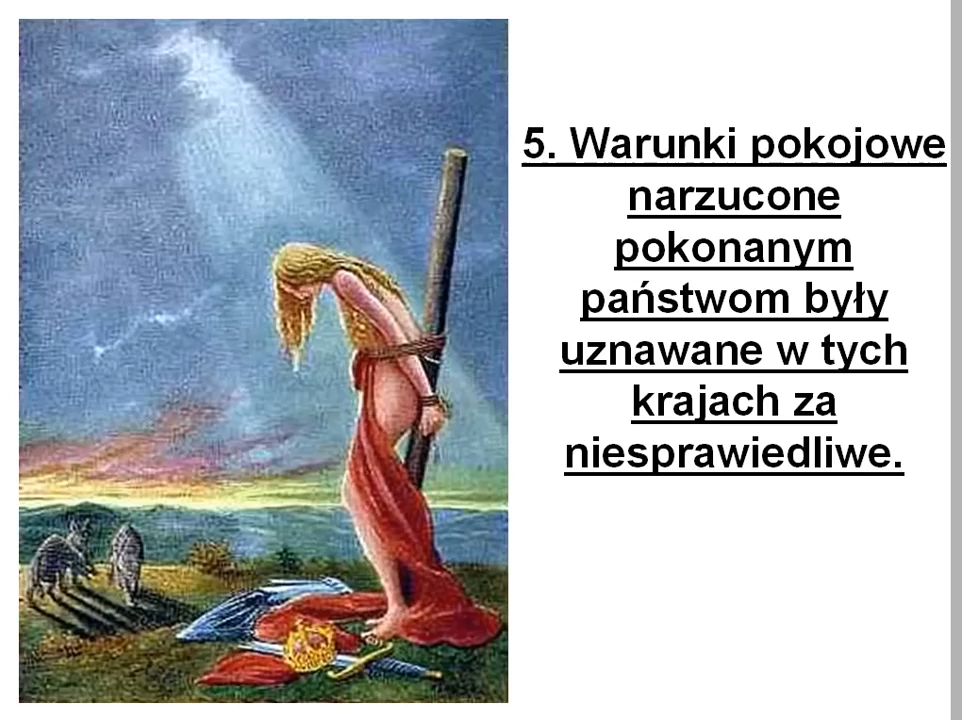 5. Warunki pokojowe
narzucone
pokonanym
państwom były
uznawane w tych
krajach za
niesprawiedliwe.